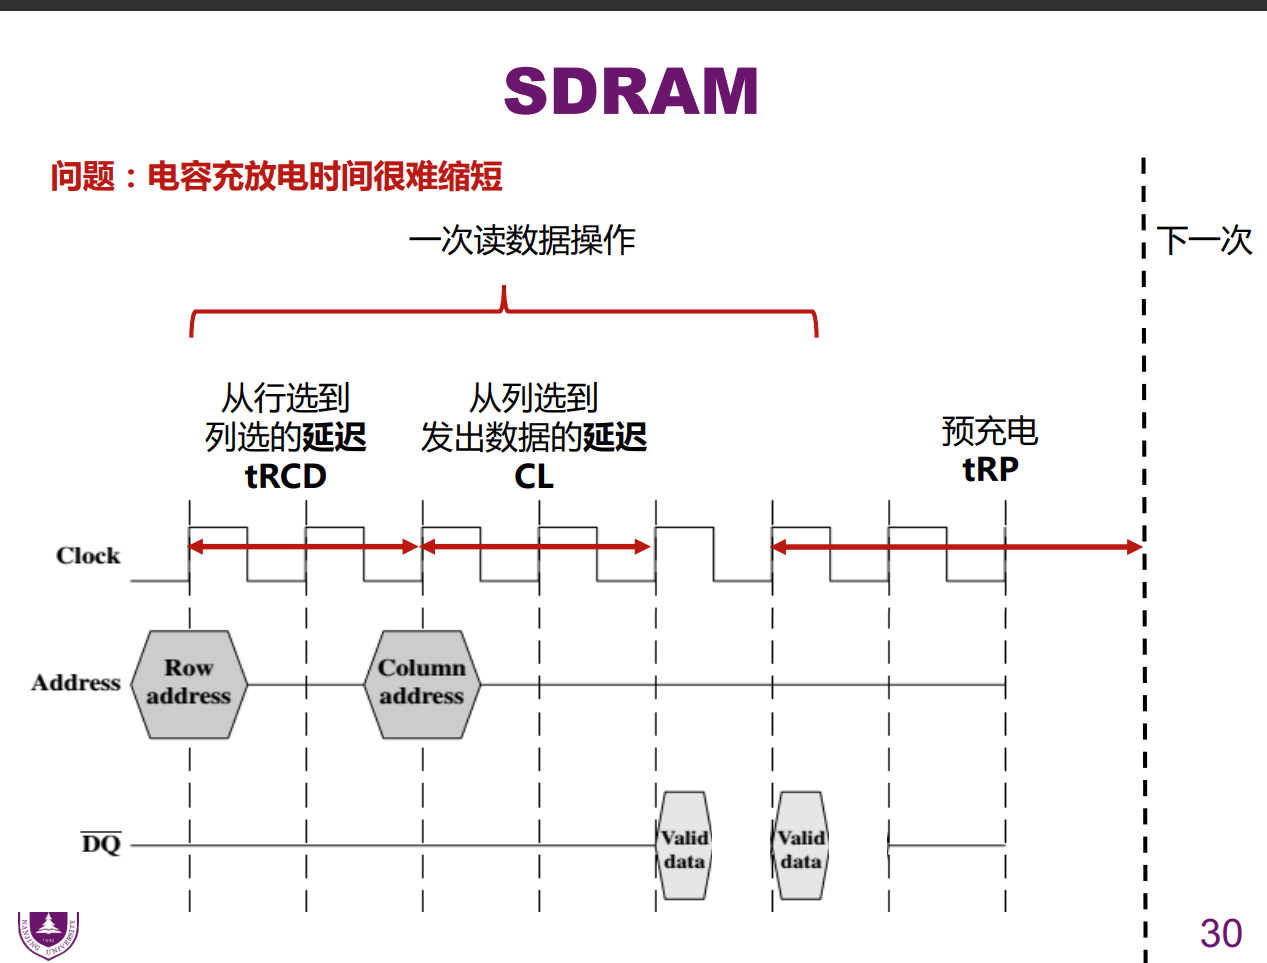 SDRAM
问题：电容充放电时间很难缩短
一次读数据操作
下一次
从行选到
列选的延迟
tRCD
从列选到
发出数据的延迟
CL
预充电
tRP
Clock
Address
Row
address
Column
address
DQ
Valid
data
Valid
data
NANJING UNIVERSITY
1902
30